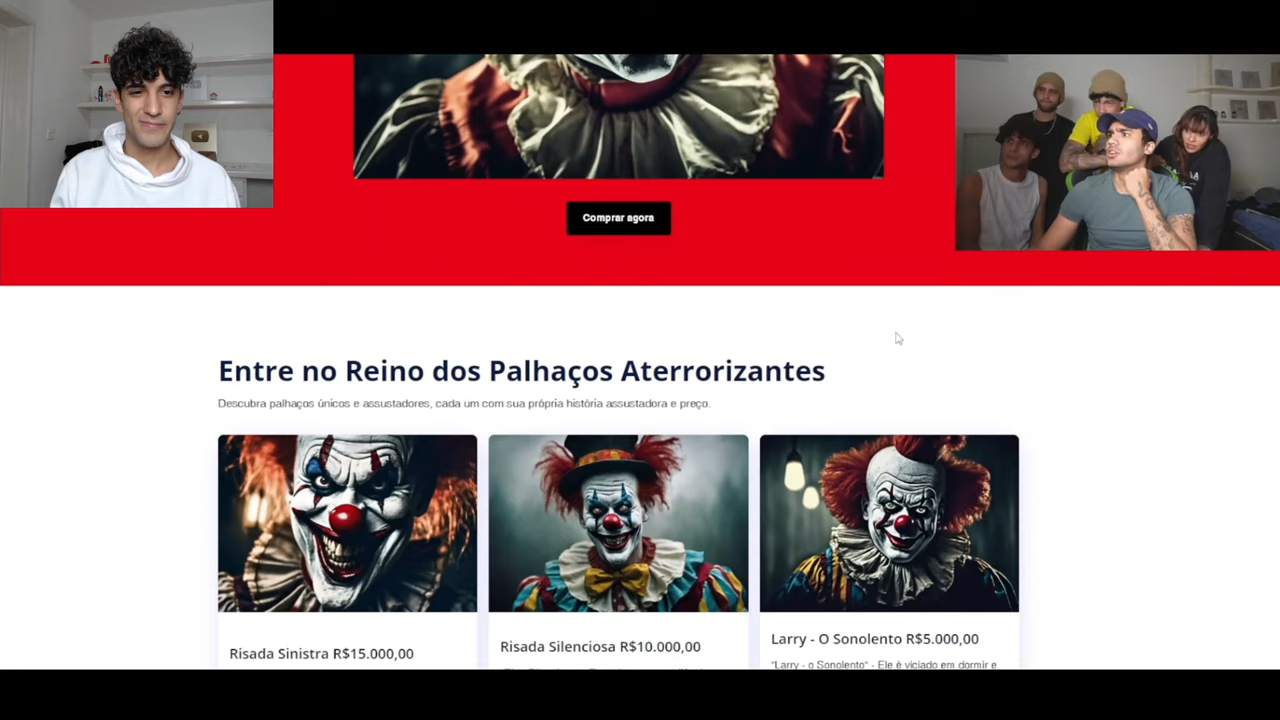 Comprar agora
Entre no Reino dos Palhaços Aterrorizantes
Descubra palhaços únicos e assustadores, cada um com sua própria história assustadora e preço.
Risada Sinistra R$15.000,00
Risada Silenciosa R$10.000,00
Larry - O Sonolento R$5.000,00
"Larry - o Sonolento" - Ele é viciado em dormir e